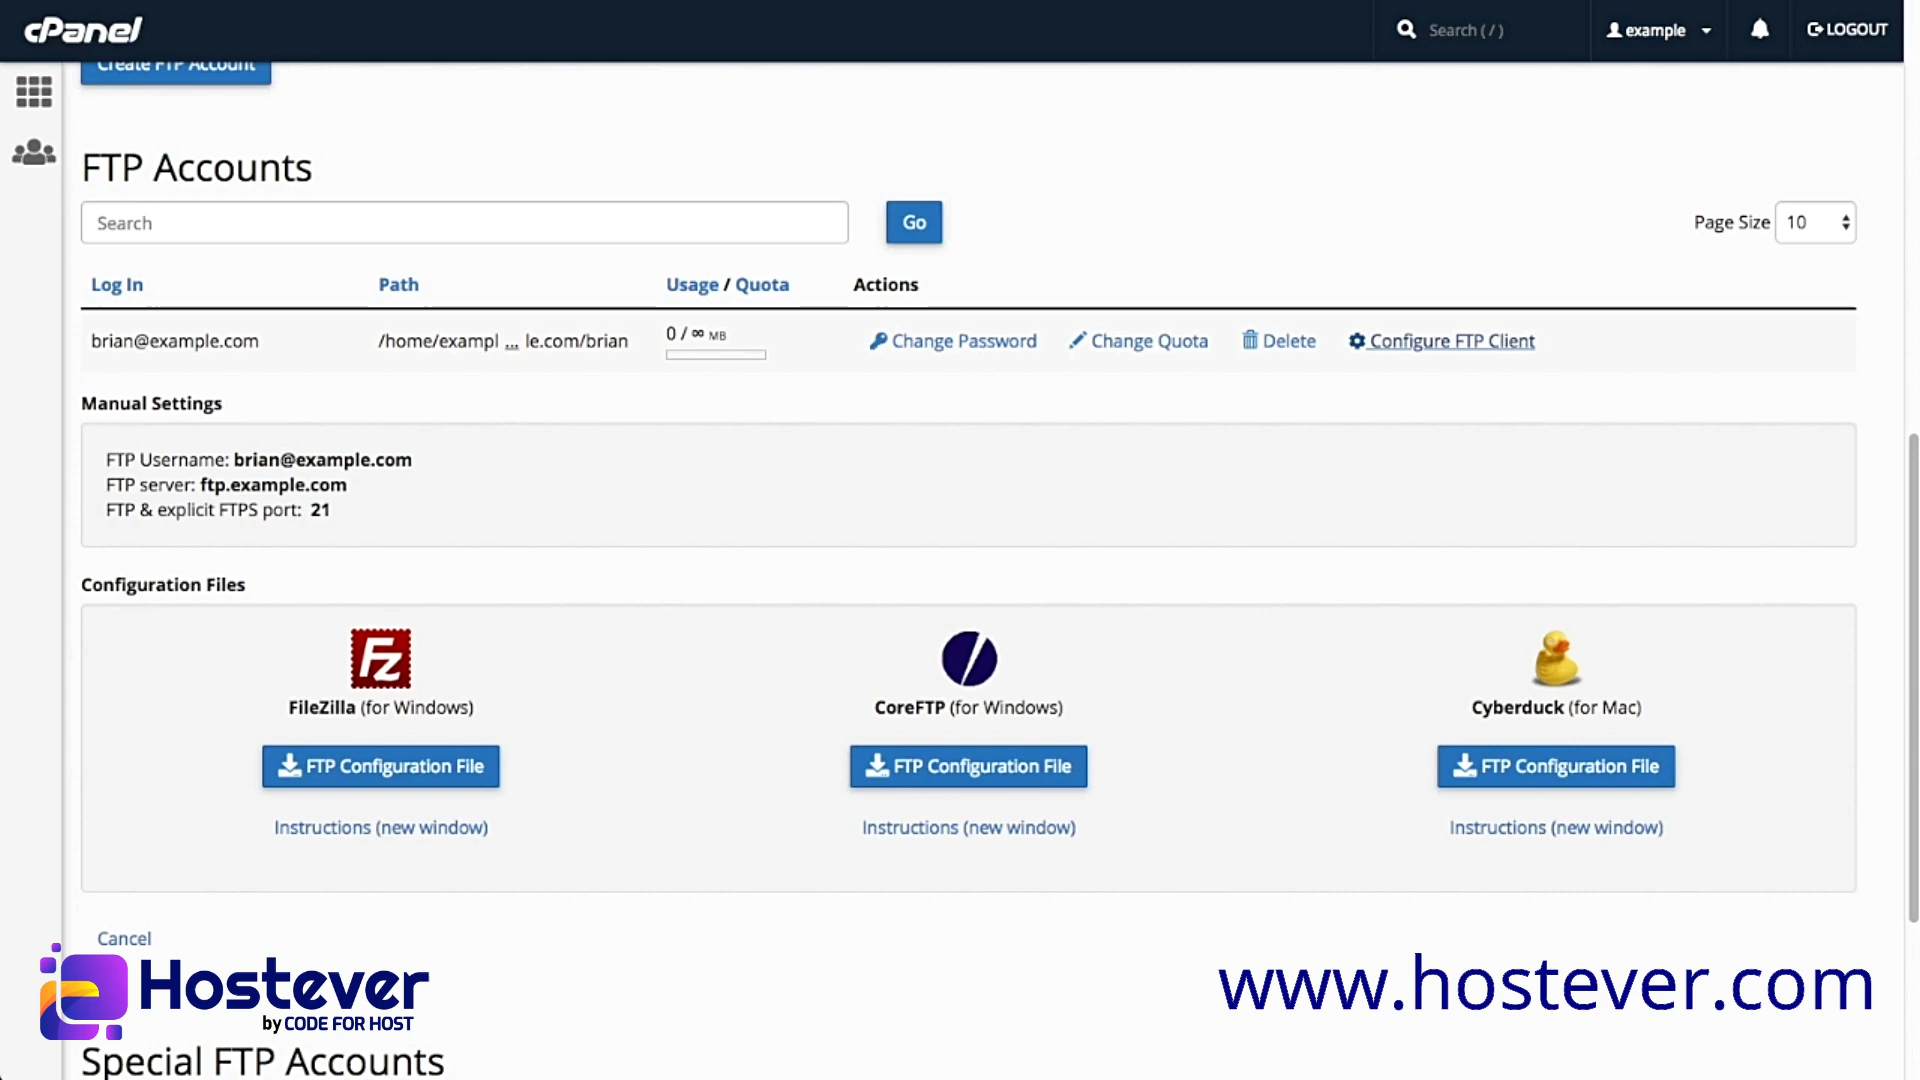 cPanel
Search ( / )
example
LOGOUT
Create FTP Account
FTP Accounts
Search
Go
Page Size 10
Log In Path Usage / Quota Actions
brian@example.com /home/exampl ... le.com/brian 0 / ∞ MB Change Password Change Quota Delete Configure FTP Client
Manual Settings
FTP Username: brian@example.com
FTP server: ftp.example.com
FTP & explicit FTPS port: 21
Configuration Files
Fz
FileZilla (for Windows) CoreFTP (for Windows) Cyberduck (for Mac)
FTP Configuration File FTP Configuration File FTP Configuration File
Instructions (new window) Instructions (new window) Instructions (new window)
Cancel
Hostever
by CODE FOR HOST
www.hostever.com
Special FTP Accounts